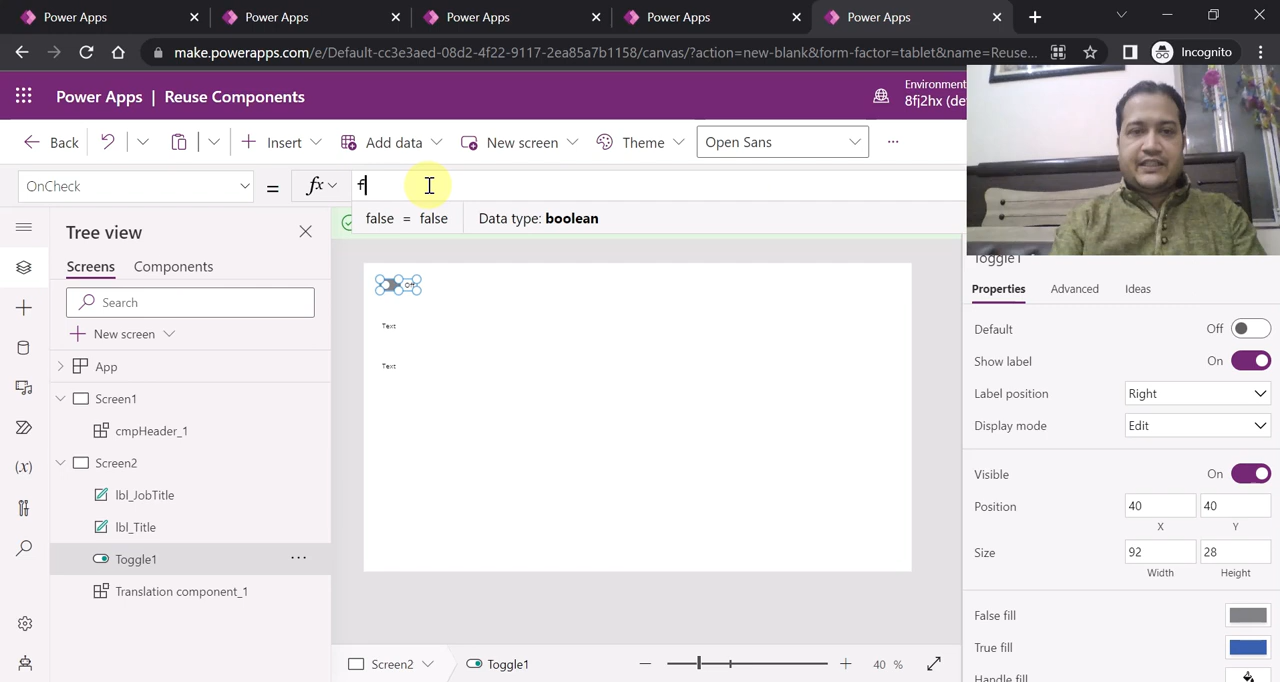 Power Apps
Power Apps
Power Apps
Power Apps
Power Apps
make.powerapps.com/e/Default-cc3e3aed-08d2-4f22-9117-2ea85a7b1158/canvas/?action=new-blank&form-factor=tablet&name=Reuse...
Incognito
Power Apps | Reuse Components
Environment
8fj2hx (de
Back
Insert
Add data
New screen
Theme
Open Sans
OnCheck
=
fx
f
false = false
Data type: boolean
Tree view
Screens
Components
Search
New screen
App
Screen1
cmpHeader_1
Screen2
lbl_JobTitle
lbl_Title
Toggle1
Translation component_1
Off
Text
Text
Toggle1
Properties
Advanced
Ideas
Default
Off
Show label
On
Label position
Right
Display mode
Edit
Visible
On
Position
40
40
X
Y
Size
92
28
Width
Height
False fill
True fill
Handle fill
Screen2
Toggle1
40 %